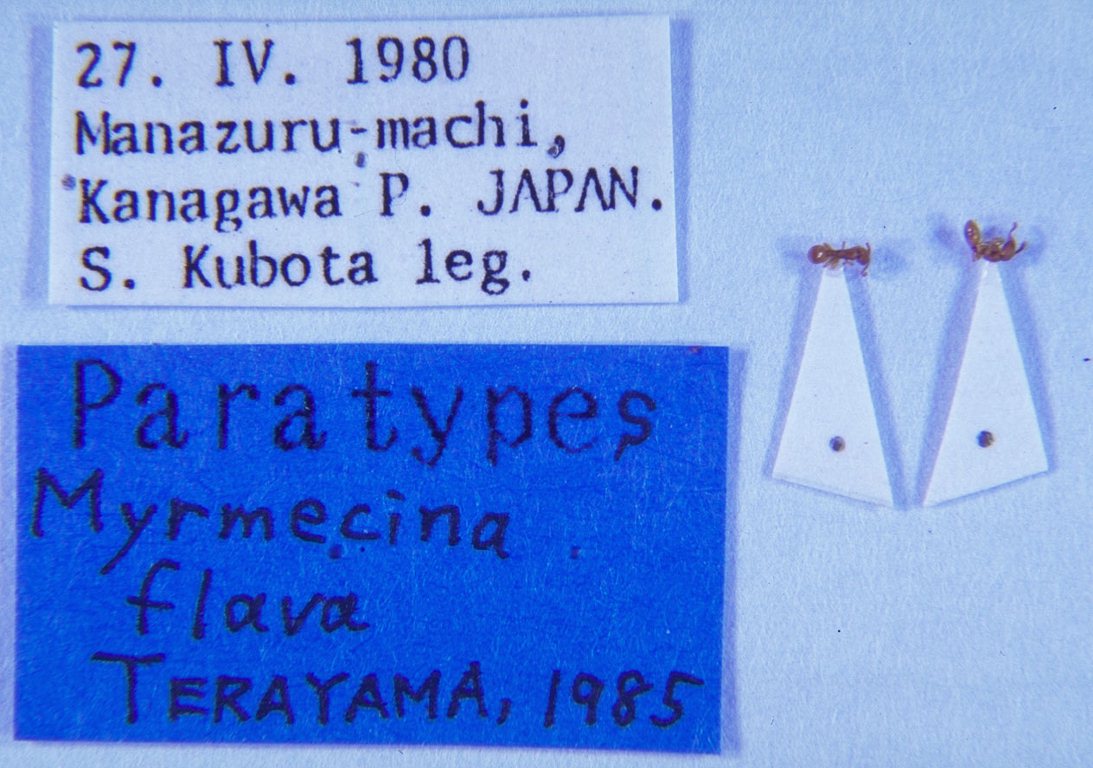 27. IV. 1980
Manazuru-machi,
Kanagawa P. JAPAN.
S. Kubota leg.
Paratypes
Myrmecina
flava
TERAYAMA, 1985